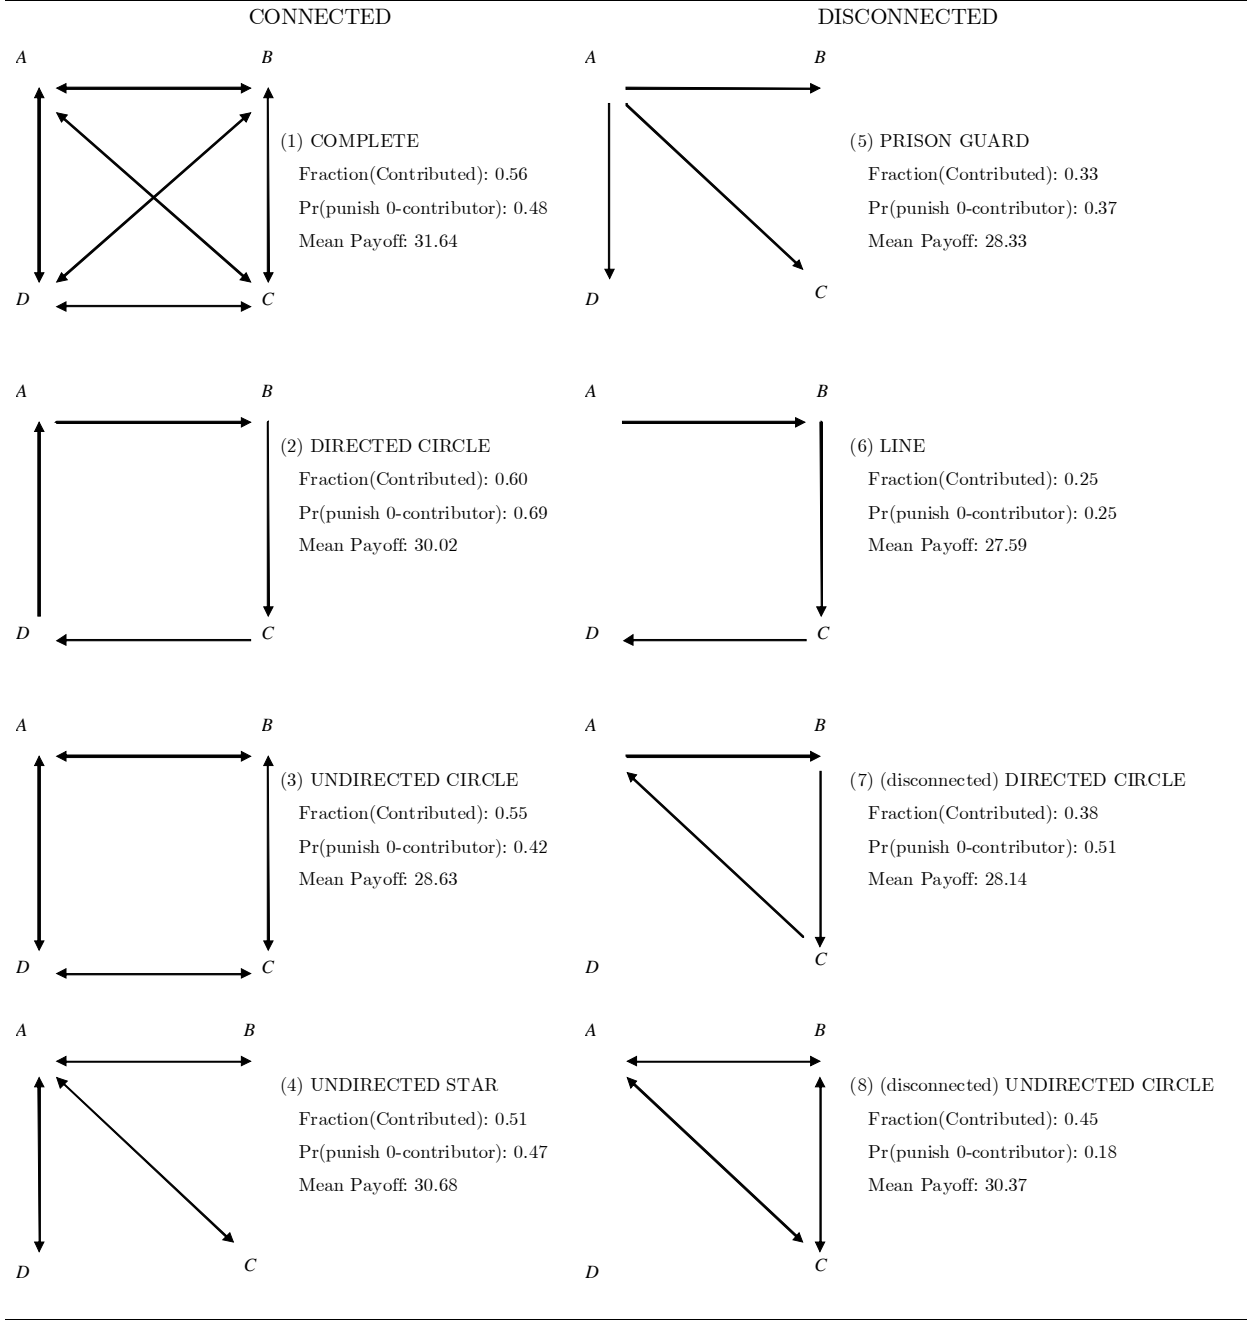 CONNECTED
DISCONNECTED
A
B
(1) COMPLETE
Fraction(Contributed): 0.56
Pr(punish 0-contributor): 0.48
Mean Payoff: 31.64
D
C
A
B
(5) PRISON GUARD
Fraction(Contributed): 0.33
Pr(punish 0-contributor): 0.37
Mean Payoff: 28.33
D
C
A
B
(2) DIRECTED CIRCLE
Fraction(Contributed): 0.60
Pr(punish 0-contributor): 0.69
Mean Payoff: 30.02
D
C
A
B
(6) LINE
Fraction(Contributed): 0.25
Pr(punish 0-contributor): 0.25
Mean Payoff: 27.59
D
C
A
B
(3) UNDIRECTED CIRCLE
Fraction(Contributed): 0.55
Pr(punish 0-contributor): 0.42
Mean Payoff: 28.63
D
C
A
B
(7) (disconnected) DIRECTED CIRCLE
Fraction(Contributed): 0.38
Pr(punish 0-contributor): 0.51
Mean Payoff: 28.14
D
C
A
B
(4) UNDIRECTED STAR
Fraction(Contributed): 0.51
Pr(punish 0-contributor): 0.47
Mean Payoff: 30.68
D
C
A
B
(8) (disconnected) UNDIRECTED CIRCLE
Fraction(Contributed): 0.45
Pr(punish 0-contributor): 0.18
Mean Payoff: 30.37
D
C